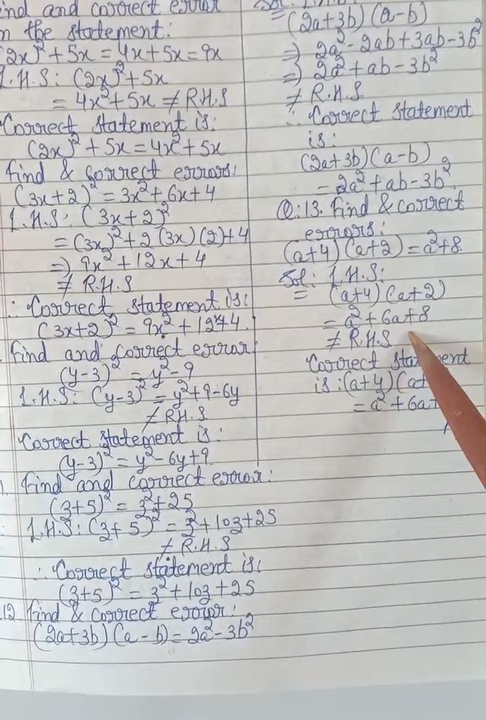 find and correct error
in the statement:
(2x)² + 5x = 4x + 5x = 9x
L.H.S: (2x)² + 5x
= 4x² + 5x ≠ R.H.S
Correct statement is:
(2x)² + 5x = 4x² + 5x
Find & correct errors:
(3x+2)² = 3x² + 6x + 4
L.H.S: (3x+2)²
= (3x)² + 2(3x)(2) + 4
⇒ 9x² + 12x + 4
≠ R.H.S
∴ Correct statement is:
(3x+2)² = 9x² + 12x+4.
Find and correct error
(y-3)² = y² - 9
L.H.S: (y-3)² = y² + 9 - 6y
≠ R.H.S
Correct statement is:
(y-3)² = y² - 6y + 9
Find and correct error:
(z+5)² = z² + 25
L.H.S: (z+5)² = z² + 10z + 25
≠ R.H.S
∴ Correct statement is:
(z+5)² = z² + 10z + 25
12. Find & correct error:
(2a+3b)(a-b) = 2a² - 3b²
Sol: L.H.S:
= (2a+3b)(a-b)
⇒ 2a² - 2ab + 3ab - 3b²
⇒ 2a² + ab - 3b²
≠ R.H.S
∴ Correct statement
is:
(2a+3b)(a-b)
= 2a² + ab - 3b².
Q:13. Find & correct
errors:
(a+4)(a+2) = a² + 8
Sol: L.H.S:
= (a+4)(a+2)
= a² + 6a + 8
≠ R.H.S
Correct statement
is: (a+4)(a+
= a² + 6a+